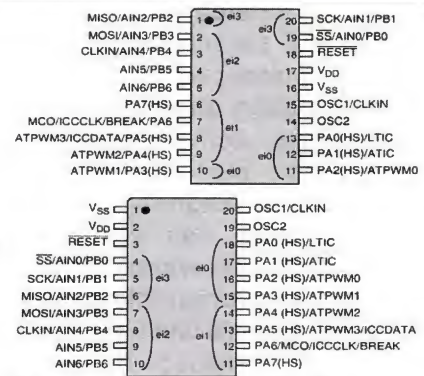 MISO/AIN2/PB2 1 ei3 20 SCK/AIN1/PB1
MOSI/AIN3/PB3 2 ei3 19 SS/AIN0/PB0
CLKIN/AIN4/PB4 3 18 RESET
AIN5/PB5 4 ei2 17 VDD
AIN6/PB6 5 16 VSS
PA7(HS) 6 15 OSC1/CLKIN
MCO/ICCCLK/BREAK/PA6 7 ei1 14 OSC2
ATPWM3/ICCDATA/PA5(HS) 8 13 PA0(HS)/LTIC
ATPWM2/PA4(HS) 9 ei0 12 PA1(HS)/ATIC
ATPWM1/PA3(HS) 10 ei0 11 PA2(HS)/ATPWM0
VSS 1 20 OSC1/CLKIN
VDD 2 19 OSC2
RESET 3 18 PA0 (HS)/LTIC
SS/AIN0/PB0 4 ei0 17 PA1 (HS)/ATIC
SCK/AIN1/PB1 5 ei3 16 PA2 (HS)/ATPWM0
MISO/AIN2/PB2 6 15 PA3 (HS)/ATPWM1
MOSI/AIN3/PB3 7 14 PA4 (HS)/ATPWM2
CLKIN/AIN4/PB4 8 ei2 ei1 13 PA5 (HS)/ATPWM3/ICCDATA
AIN5/PB5 9 12 PA6/MCO/ICCCLK/BREAK
AIN6/PB6 10 11 PA7(HS)